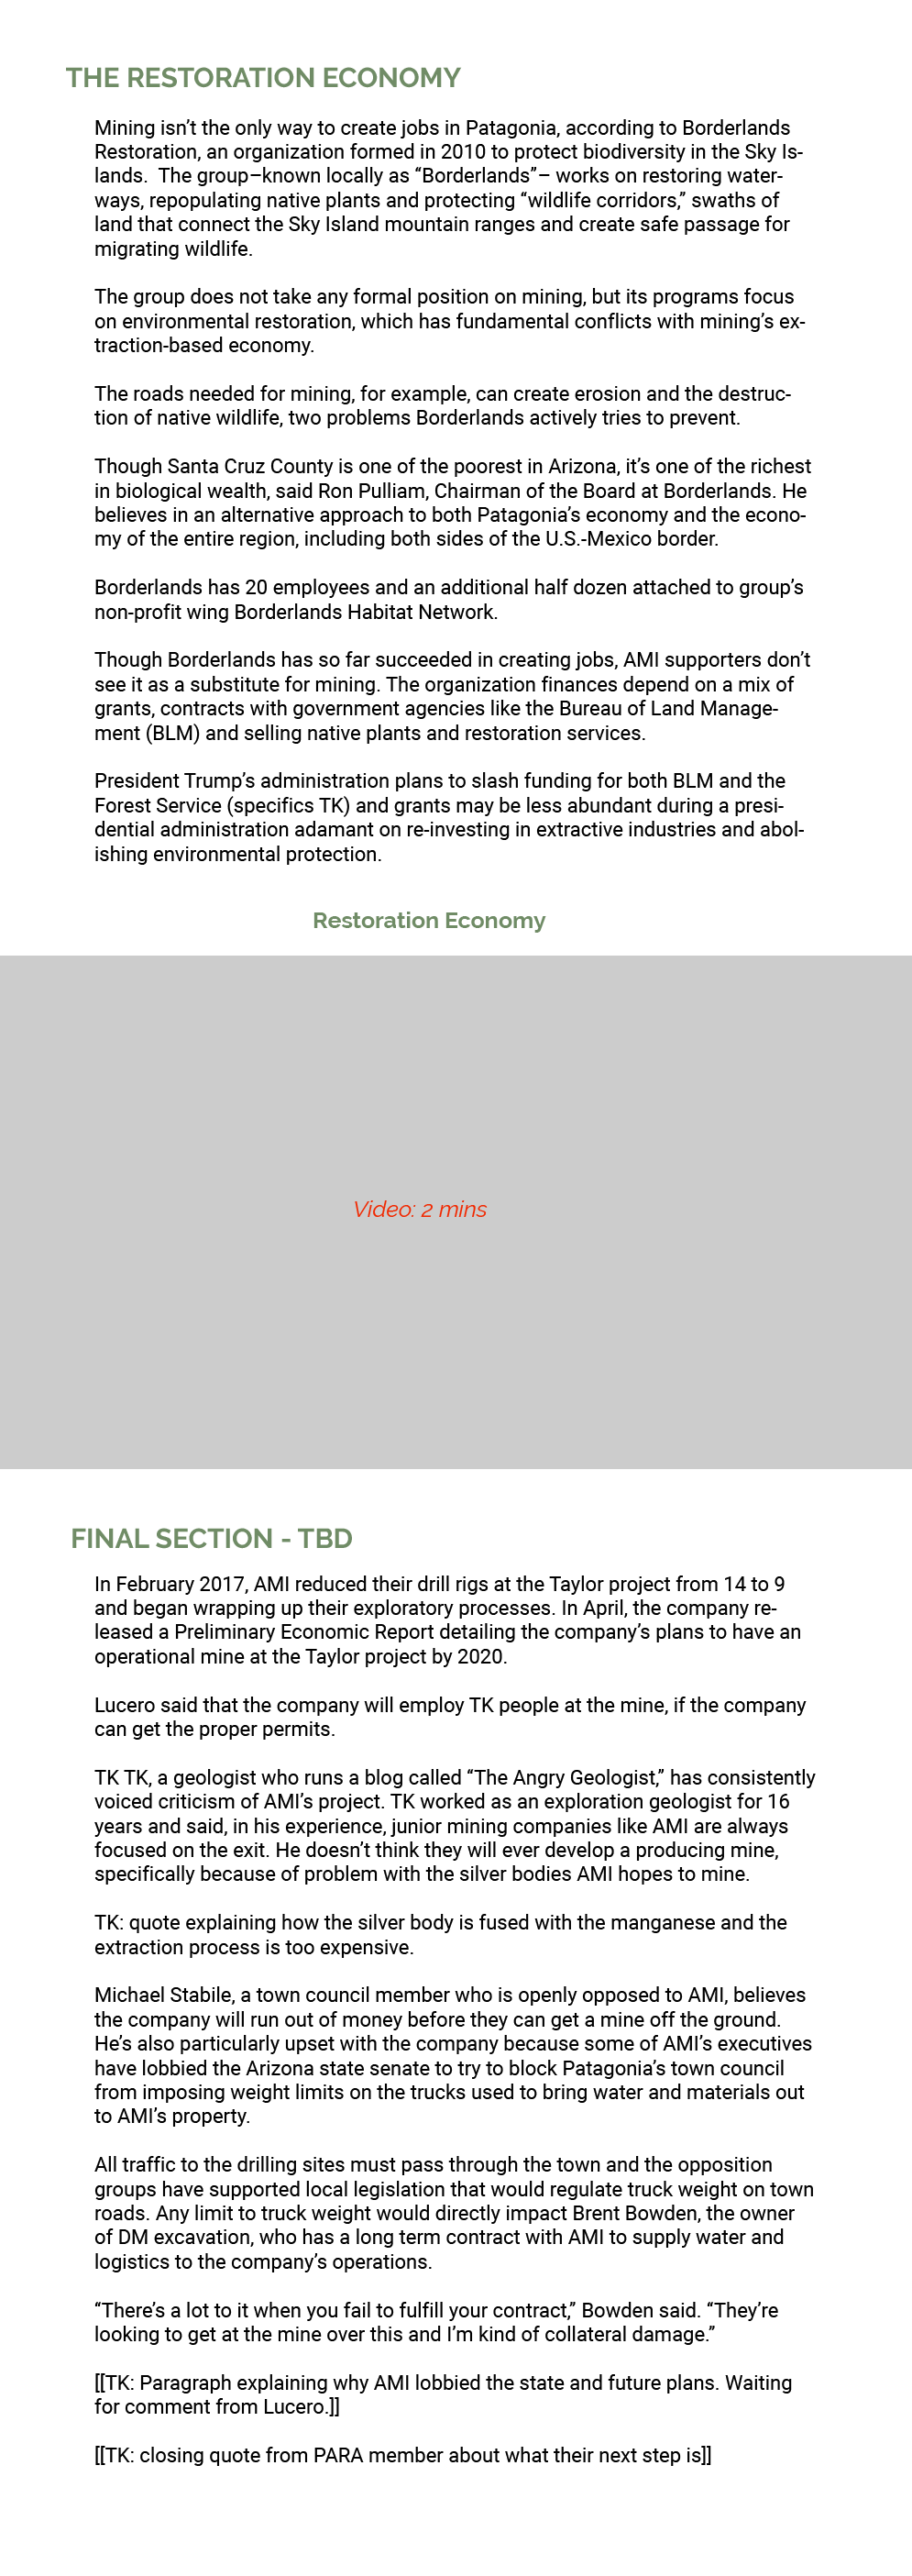 THE RESTORATION ECONOMY
Mining isn’t the only way to create jobs in Patagonia, according to Borderlands
Restoration, an organization formed in 2010 to protect biodiversity in the Sky Is-
lands.  The group–known locally as “Borderlands”– works on restoring water-
ways, repopulating native plants and protecting “wildlife corridors,” swaths of
land that connect the Sky Island mountain ranges and create safe passage for
migrating wildlife.
The group does not take any formal position on mining, but its programs focus
on environmental restoration, which has fundamental conflicts with mining’s ex-
traction-based economy.
The roads needed for mining, for example, can create erosion and the destruc-
tion of native wildlife, two problems Borderlands actively tries to prevent.
Though Santa Cruz County is one of the poorest in Arizona, it’s one of the richest
in biological wealth, said Ron Pulliam, Chairman of the Board at Borderlands. He
believes in an alternative approach to both Patagonia’s economy and the econo-
my of the entire region, including both sides of the U.S.-Mexico border.
Borderlands has 20 employees and an additional half dozen attached to group’s
non-profit wing Borderlands Habitat Network.
Though Borderlands has so far succeeded in creating jobs, AMI supporters don’t
see it as a substitute for mining. The organization finances depend on a mix of
grants, contracts with government agencies like the Bureau of Land Manage-
ment (BLM) and selling native plants and restoration services.
President Trump’s administration plans to slash funding for both BLM and the
Forest Service (specifics TK) and grants may be less abundant during a presi-
dential administration adamant on re-investing in extractive industries and abol-
ishing environmental protection.
Restoration Economy
Video: 2 mins
FINAL SECTION - TBD
In February 2017, AMI reduced their drill rigs at the Taylor project from 14 to 9
and began wrapping up their exploratory processes. In April, the company re-
leased a Preliminary Economic Report detailing the company’s plans to have an
operational mine at the Taylor project by 2020.
Lucero said that the company will employ TK people at the mine, if the company
can get the proper permits.
TK TK, a geologist who runs a blog called “The Angry Geologist,” has consistently
voiced criticism of AMI’s project. TK worked as an exploration geologist for 16
years and said, in his experience, junior mining companies like AMI are always
focused on the exit. He doesn’t think they will ever develop a producing mine,
specifically because of problem with the silver bodies AMI hopes to mine.
TK: quote explaining how the silver body is fused with the manganese and the
extraction process is too expensive.
Michael Stabile, a town council member who is openly opposed to AMI, believes
the company will run out of money before they can get a mine off the ground.
He’s also particularly upset with the company because some of AMI’s executives
have lobbied the Arizona state senate to try to block Patagonia’s town council
from imposing weight limits on the trucks used to bring water and materials out
to AMI’s property.
All traffic to the drilling sites must pass through the town and the opposition
groups have supported local legislation that would regulate truck weight on town
roads. Any limit to truck weight would directly impact Brent Bowden, the owner
of DM excavation, who has a long term contract with AMI to supply water and
logistics to the company’s operations.
“There’s a lot to it when you fail to fulfill your contract,” Bowden said. “They’re
looking to get at the mine over this and I’m kind of collateral damage.”
[[TK: Paragraph explaining why AMI lobbied the state and future plans. Waiting
for comment from Lucero.]]
[[TK: closing quote from PARA member about what their next step is]]